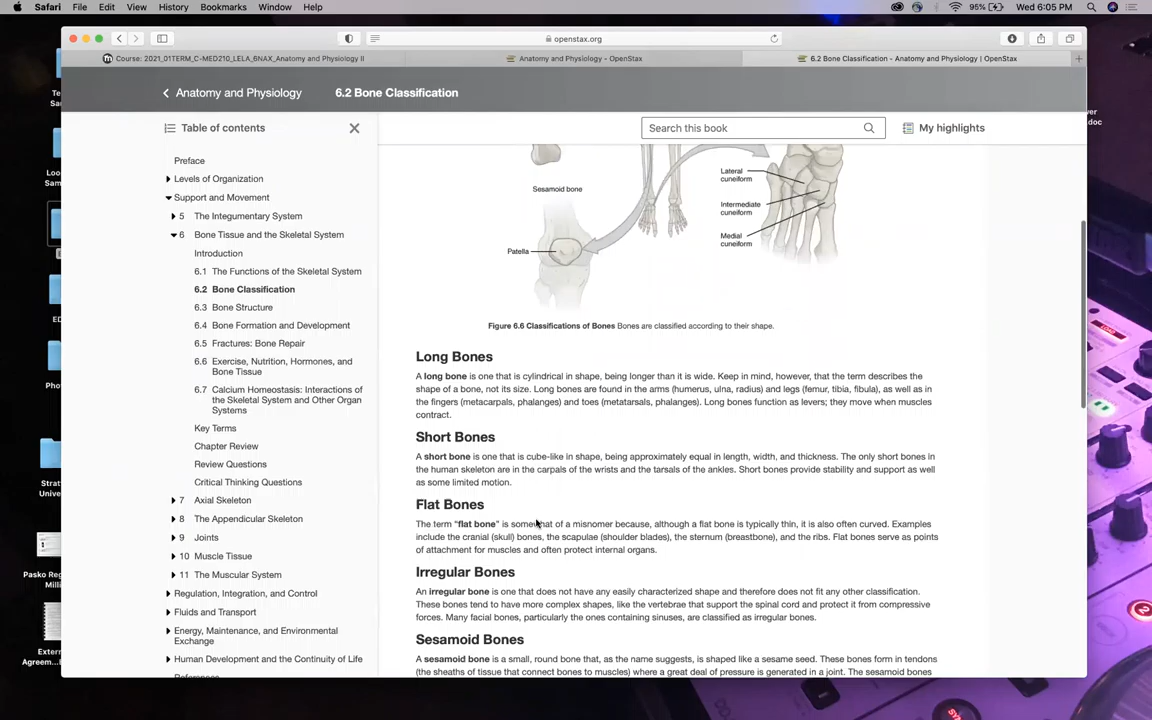 Safari File Edit View History Bookmarks Window Help 95% Wed 6:05 PM
openstax.org
Course: 2021_01TERM_C-MED210_LELA_6NAX_Anatomy and Physiology II
Anatomy and Physiology - OpenStax
6.2 Bone Classification - Anatomy and Physiology | OpenStax
Anatomy and Physiology 6.2 Bone Classification
Table of contents
Search this book
My highlights
Preface
Levels of Organization
Support and Movement
5 The Integumentary System
6 Bone Tissue and the Skeletal System
Introduction
6.1 The Functions of the Skeletal System
6.2 Bone Classification
6.3 Bone Structure
6.4 Bone Formation and Development
6.5 Fractures: Bone Repair
6.6 Exercise, Nutrition, Hormones, and
Bone Tissue
6.7 Calcium Homeostasis: Interactions of
the Skeletal System and Other Organ
Systems
Key Terms
Chapter Review
Review Questions
Critical Thinking Questions
7 Axial Skeleton
8 The Appendicular Skeleton
9 Joints
10 Muscle Tissue
11 The Muscular System
Regulation, Integration, and Control
Fluids and Transport
Energy, Maintenance, and Environmental
Exchange
Human Development and the Continuity of Life
Lateral
cuneiform
Sesamoid bone
Intermediate
cuneiform
Medial
cuneiform
Patella
Figure 6.6 Classifications of Bones Bones are classified according to their shape.
Long Bones
A long bone is one that is cylindrical in shape, being longer than it is wide. Keep in mind, however, that the term describes the
shape of a bone, not its size. Long bones are found in the arms (humerus, ulna, radius) and legs (femur, tibia, fibula), as well as in
the fingers (metacarpals, phalanges) and toes (metatarsals, phalanges). Long bones function as levers; they move when muscles
contract.
Short Bones
A short bone is one that is cube-like in shape, being approximately equal in length, width, and thickness. The only short bones in
the human skeleton are in the carpals of the wrists and the tarsals of the ankles. Short bones provide stability and support as well
as some limited motion.
Flat Bones
The term “flat bone” is somewhat of a misnomer because, although a flat bone is typically thin, it is also often curved. Examples
include the cranial (skull) bones, the scapulae (shoulder blades), the sternum (breastbone), and the ribs. Flat bones serve as points
of attachment for muscles and often protect internal organs.
Irregular Bones
An irregular bone is one that does not have any easily characterized shape and therefore does not fit any other classification.
These bones tend to have more complex shapes, like the vertebrae that support the spinal cord and protect it from compressive
forces. Many facial bones, particularly the ones containing sinuses, are classified as irregular bones.
Sesamoid Bones
A sesamoid bone is a small, round bone that, as the name suggests, is shaped like a sesame seed. These bones form in tendons
(the sheaths of tissue that connect bones to muscles) where a great deal of pressure is generated in a joint. The sesamoid bones